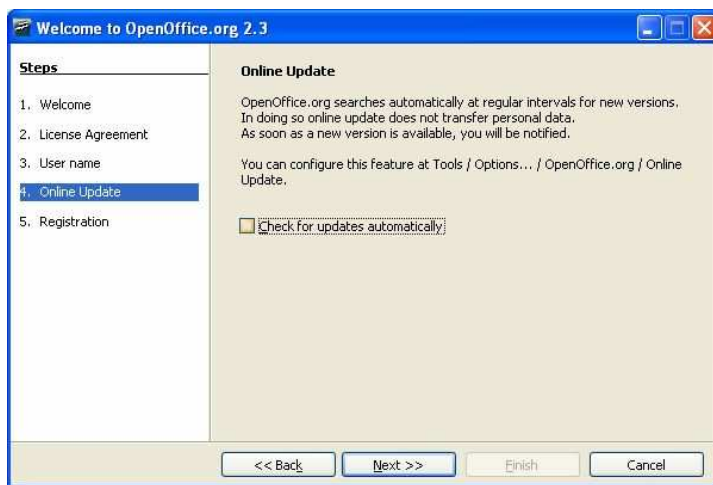 Welcome to OpenOffice.org 2.3
Steps
1. Welcome
2. License Agreement
3. User name
4. Online Update
5. Registration
Online Update
OpenOffice.org searches automatically at regular intervals for new versions.
In doing so online update does not transfer personal data.
As soon as a new version is available, you will be notified.
You can configure this feature at Tools / Options... / OpenOffice.org / Online
Update.
Check for updates automatically
<< Back
Next >>
Finish
Cancel